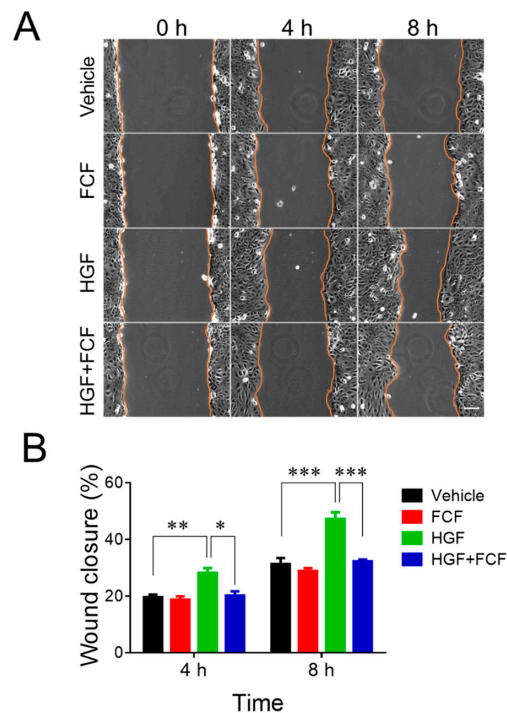 A
0 h 4 h 8 h
Vehicle
FCF
HGF
HGF+FCF
B
Wound closure (%)
60
40
20
0
** *
*** ***
Vehicle
FCF
HGF
HGF+FCF
4 h 8 h
Time